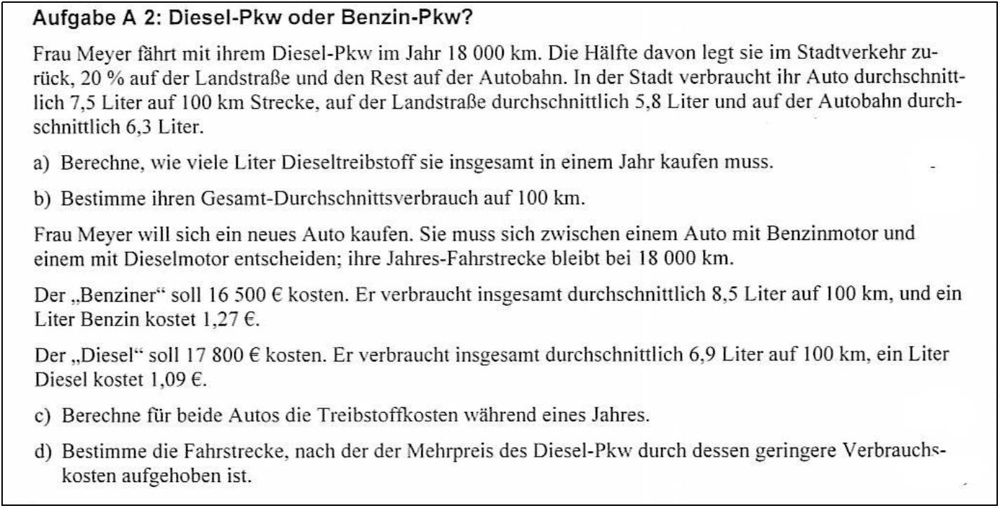 Aufgabe A 2: Diesel-Pkw oder Benzin-Pkw?
Frau Meyer fährt mit ihrem Diesel-Pkw im Jahr 18 000 km. Die Hälfte davon legt sie im Stadtverkehr zu-
rück, 20 % auf der Landstraße und den Rest auf der Autobahn. In der Stadt verbraucht ihr Auto durchschnitt-
lich 7,5 Liter auf 100 km Strecke, auf der Landstraße durchschnittlich 5,8 Liter und auf der Autobahn durch-
schnittlich 6,3 Liter.
a) Berechne, wie viele Liter Dieseltreibstoff sie insgesamt in einem Jahr kaufen muss.
b) Bestimme ihren Gesamt-Durchschnittsverbrauch auf 100 km.
Frau Meyer will sich ein neues Auto kaufen. Sie muss sich zwischen einem Auto mit Benzinmotor und
einem mit Dieselmotor entscheiden; ihre Jahres-Fahrstrecke bleibt bei 18 000 km.
Der „Benziner“ soll 16 500 € kosten. Er verbraucht insgesamt durchschnittlich 8,5 Liter auf 100 km, und ein
Liter Benzin kostet 1,27 €.
Der „Diesel“ soll 17 800 € kosten. Er verbraucht insgesamt durchschnittlich 6,9 Liter auf 100 km, ein Liter
Diesel kostet 1,09 €.
c) Berechne für beide Autos die Treibstoffkosten während eines Jahres.
d) Bestimme die Fahrstrecke, nach der der Mehrpreis des Diesel-Pkw durch dessen geringere Verbrauchs-
kosten aufgehoben ist.